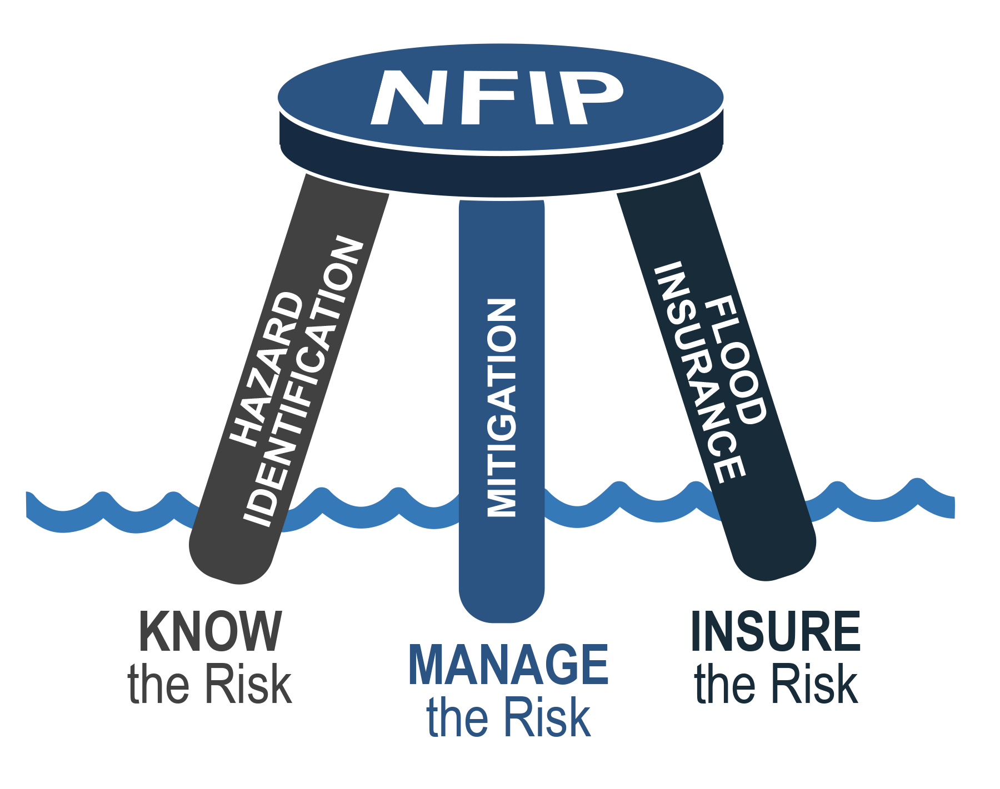 NFIP
HAZARD
IDENTIFICATION
MITIGATION
FLOOD
INSURANCE
KNOW
the Risk
MANAGE
the Risk
INSURE
the Risk